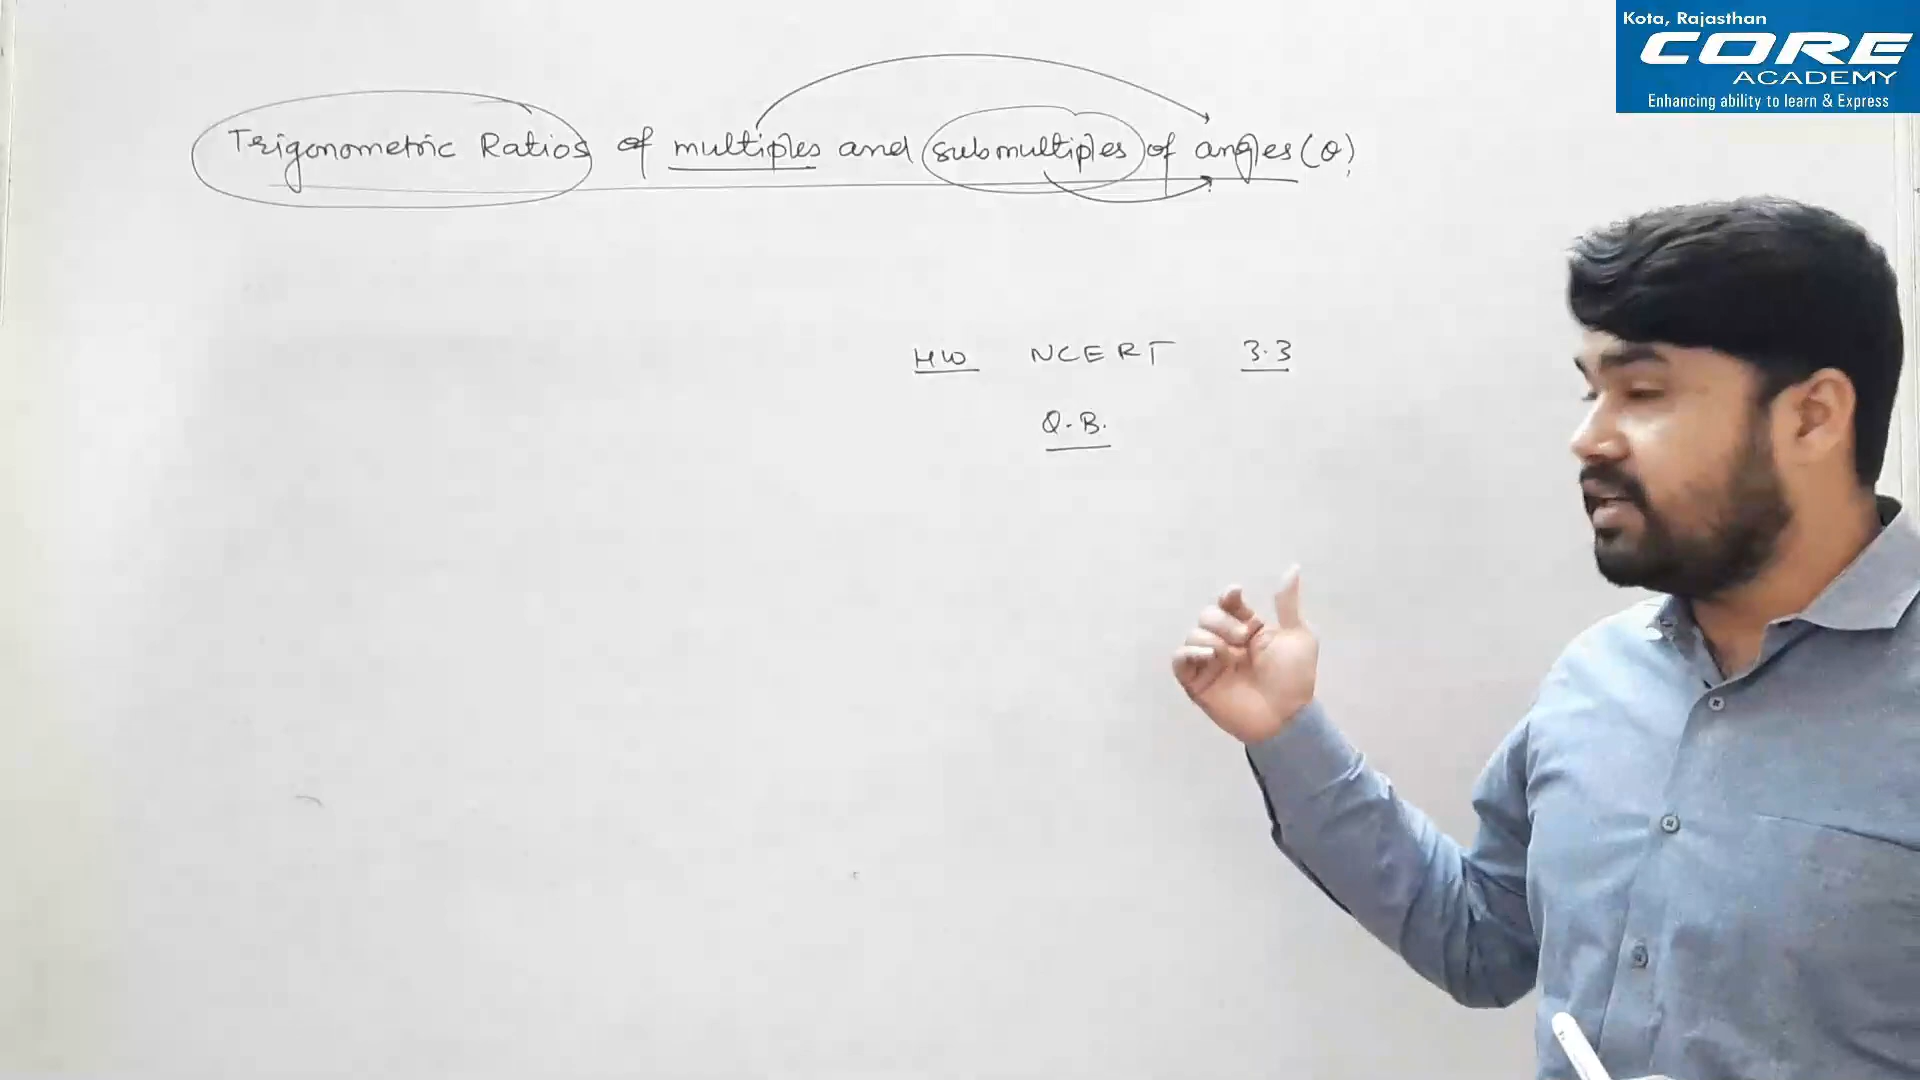 Kota, Rajasthan
CORE
ACADEMY
Enhancing ability to learn & Express
Trigonometric Ratios of multiples and submultiples of angles (θ)
HW NCERT 3.3
Q.B.